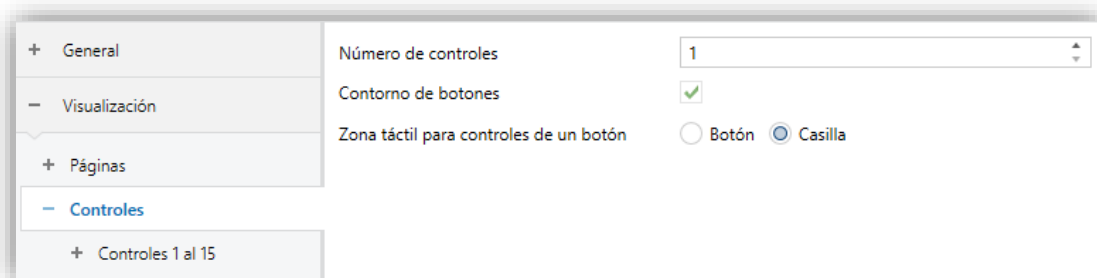 + General
− Visualización
+ Páginas
− Controles
+ Controles 1 al 15
Número de controles 1
Contorno de botones
Zona táctil para controles de un botón Botón Casilla